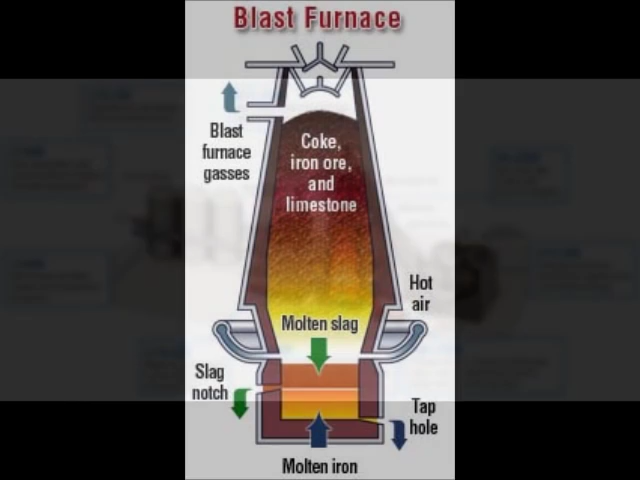 Blast Furnace
Blast
furnace
gasses
Coke,
iron ore,
and
limestone
Hot
air
Molten slag
Slag
notch
Tap
hole
Molten iron